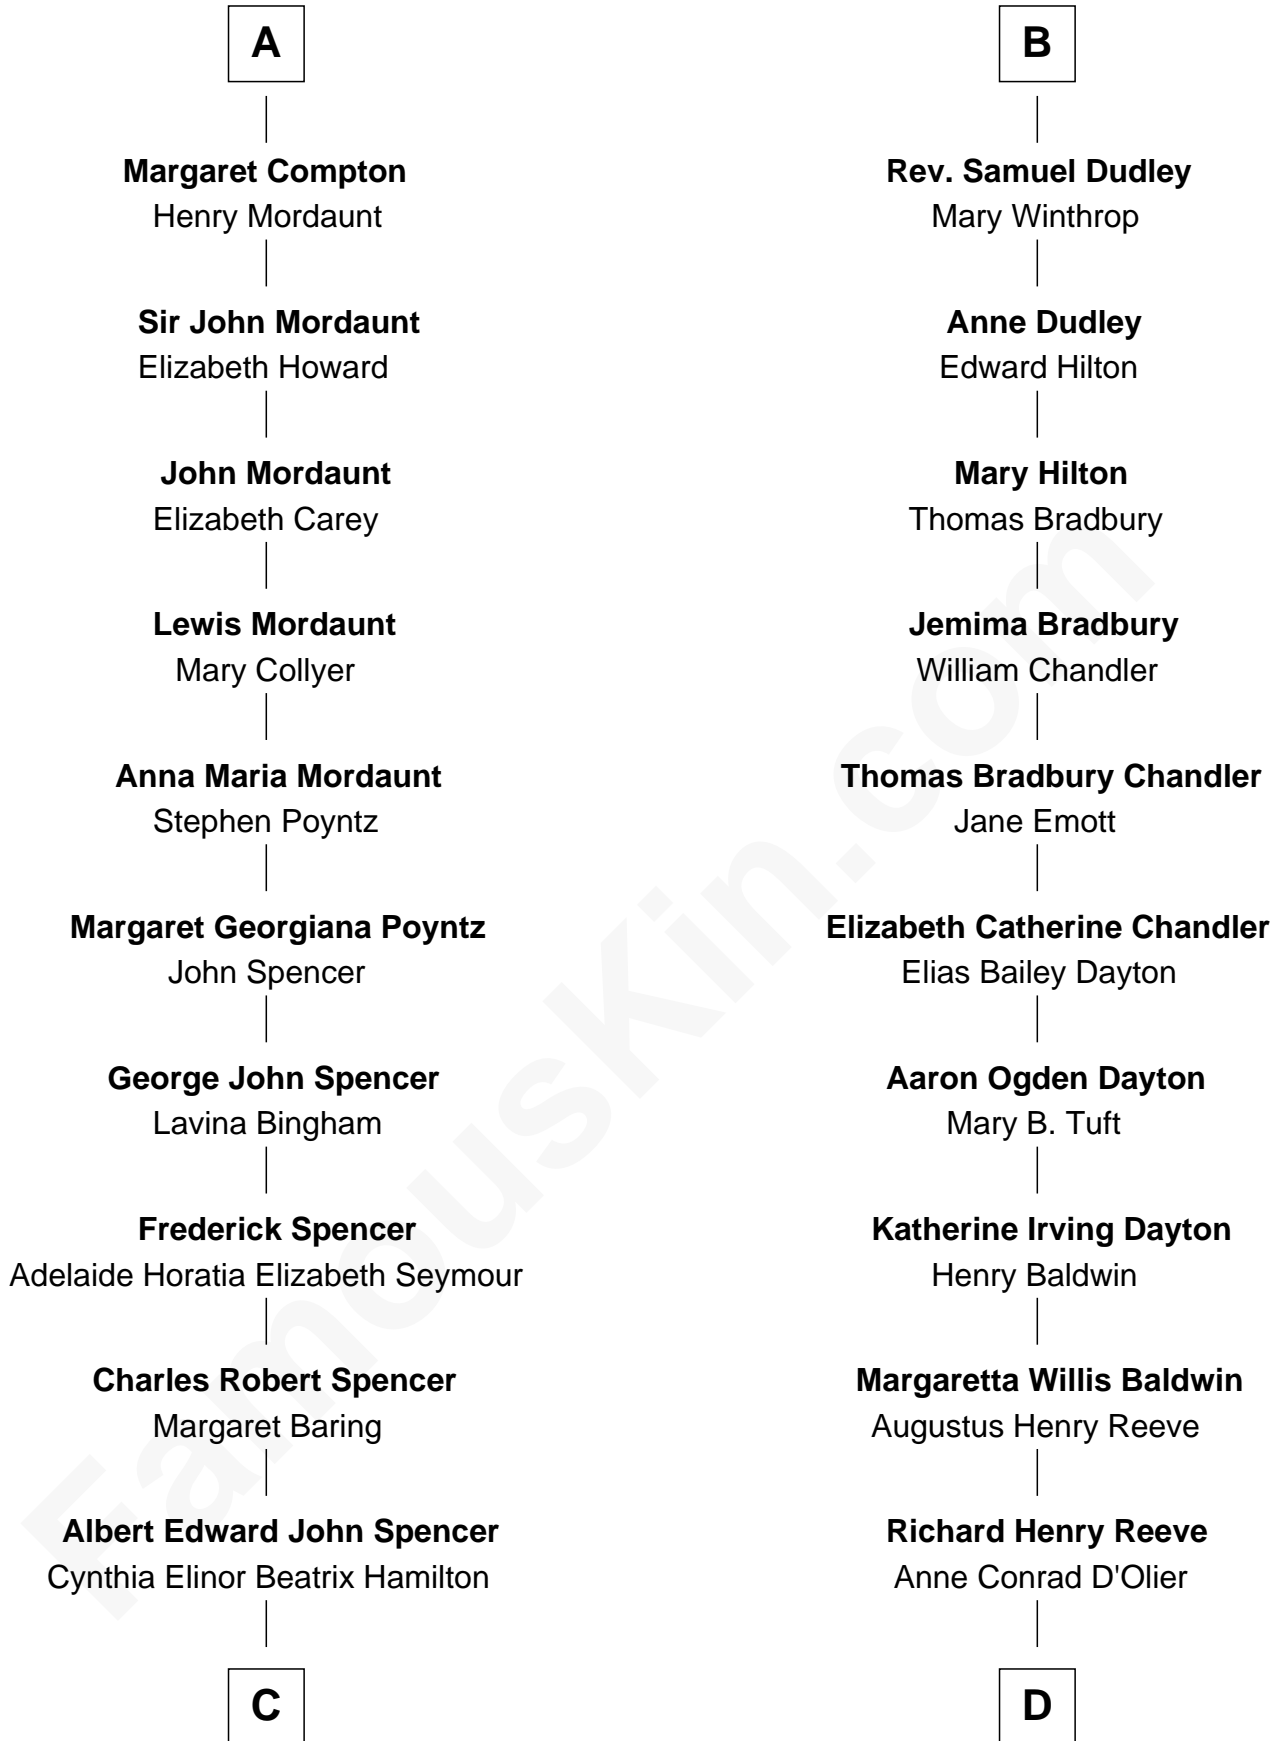 A
Margaret Compton
Henry Mordaunt
Sir John Mordaunt
Elizabeth Howard
John Mordaunt
Elizabeth Carey
Lewis Mordaunt
Mary Collyer
Anna Maria Mordaunt
Stephen Poyntz
Margaret Georgiana Poyntz
John Spencer
George John Spencer
Lavina Bingham
Frederick Spencer
Adelaide Horatia Elizabeth Seymour
Charles Robert Spencer
Margaret Baring
Albert Edward John Spencer
Cynthia Elinor Beatrix Hamilton
C
B
Rev. Samuel Dudley
Mary Winthrop
Anne Dudley
Edward Hilton
Mary Hilton
Thomas Bradbury
Jemima Bradbury
William Chandler
Thomas Bradbury Chandler
Jane Emott
Elizabeth Catherine Chandler
Elias Bailey Dayton
Aaron Ogden Dayton
Mary B. Tuft
Katherine Irving Dayton
Henry Baldwin
Margaretta Willis Baldwin
Augustus Henry Reeve
Richard Henry Reeve
Anne Conrad D'Olier
D
FamousKin.com